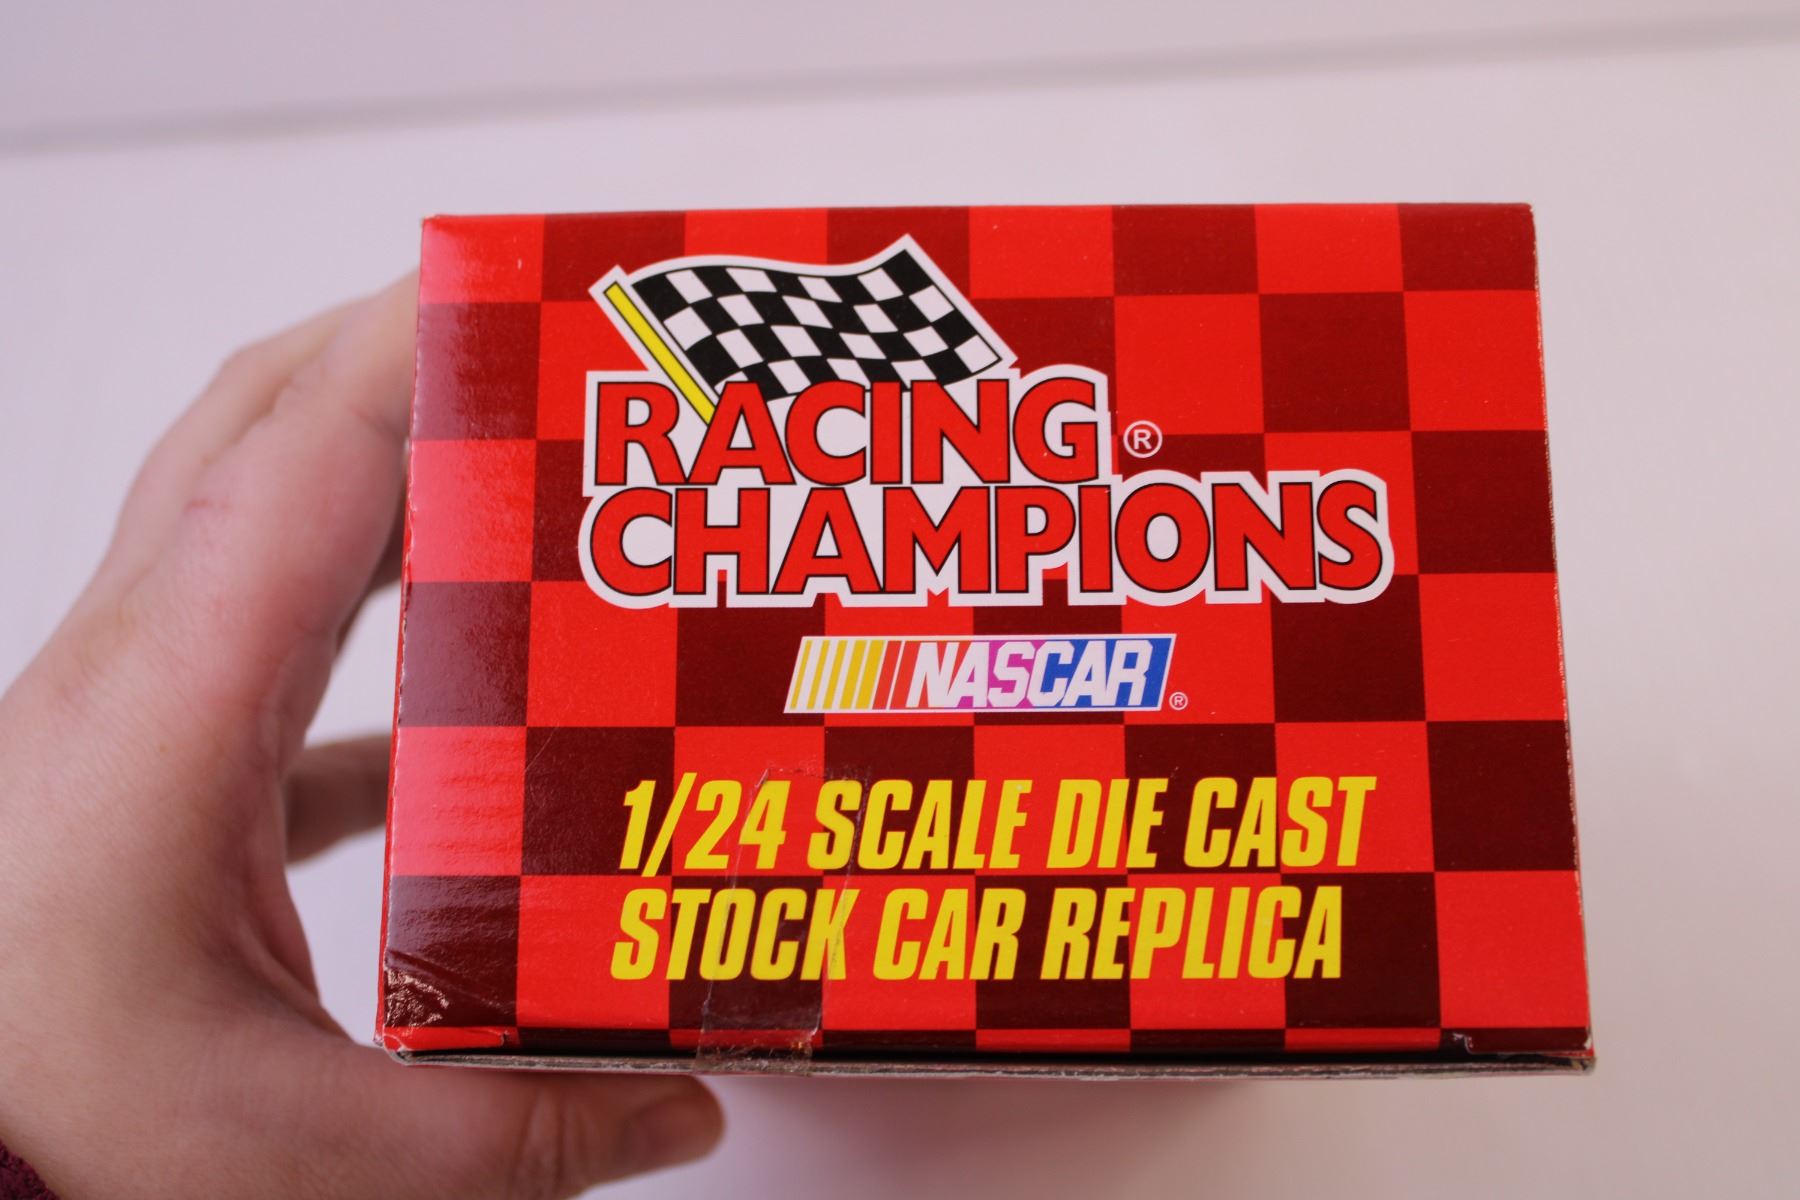 RACING ®
CHAMPIONS
NASCAR ®
1/24 SCALE DIE CAST
STOCK CAR REPLICA